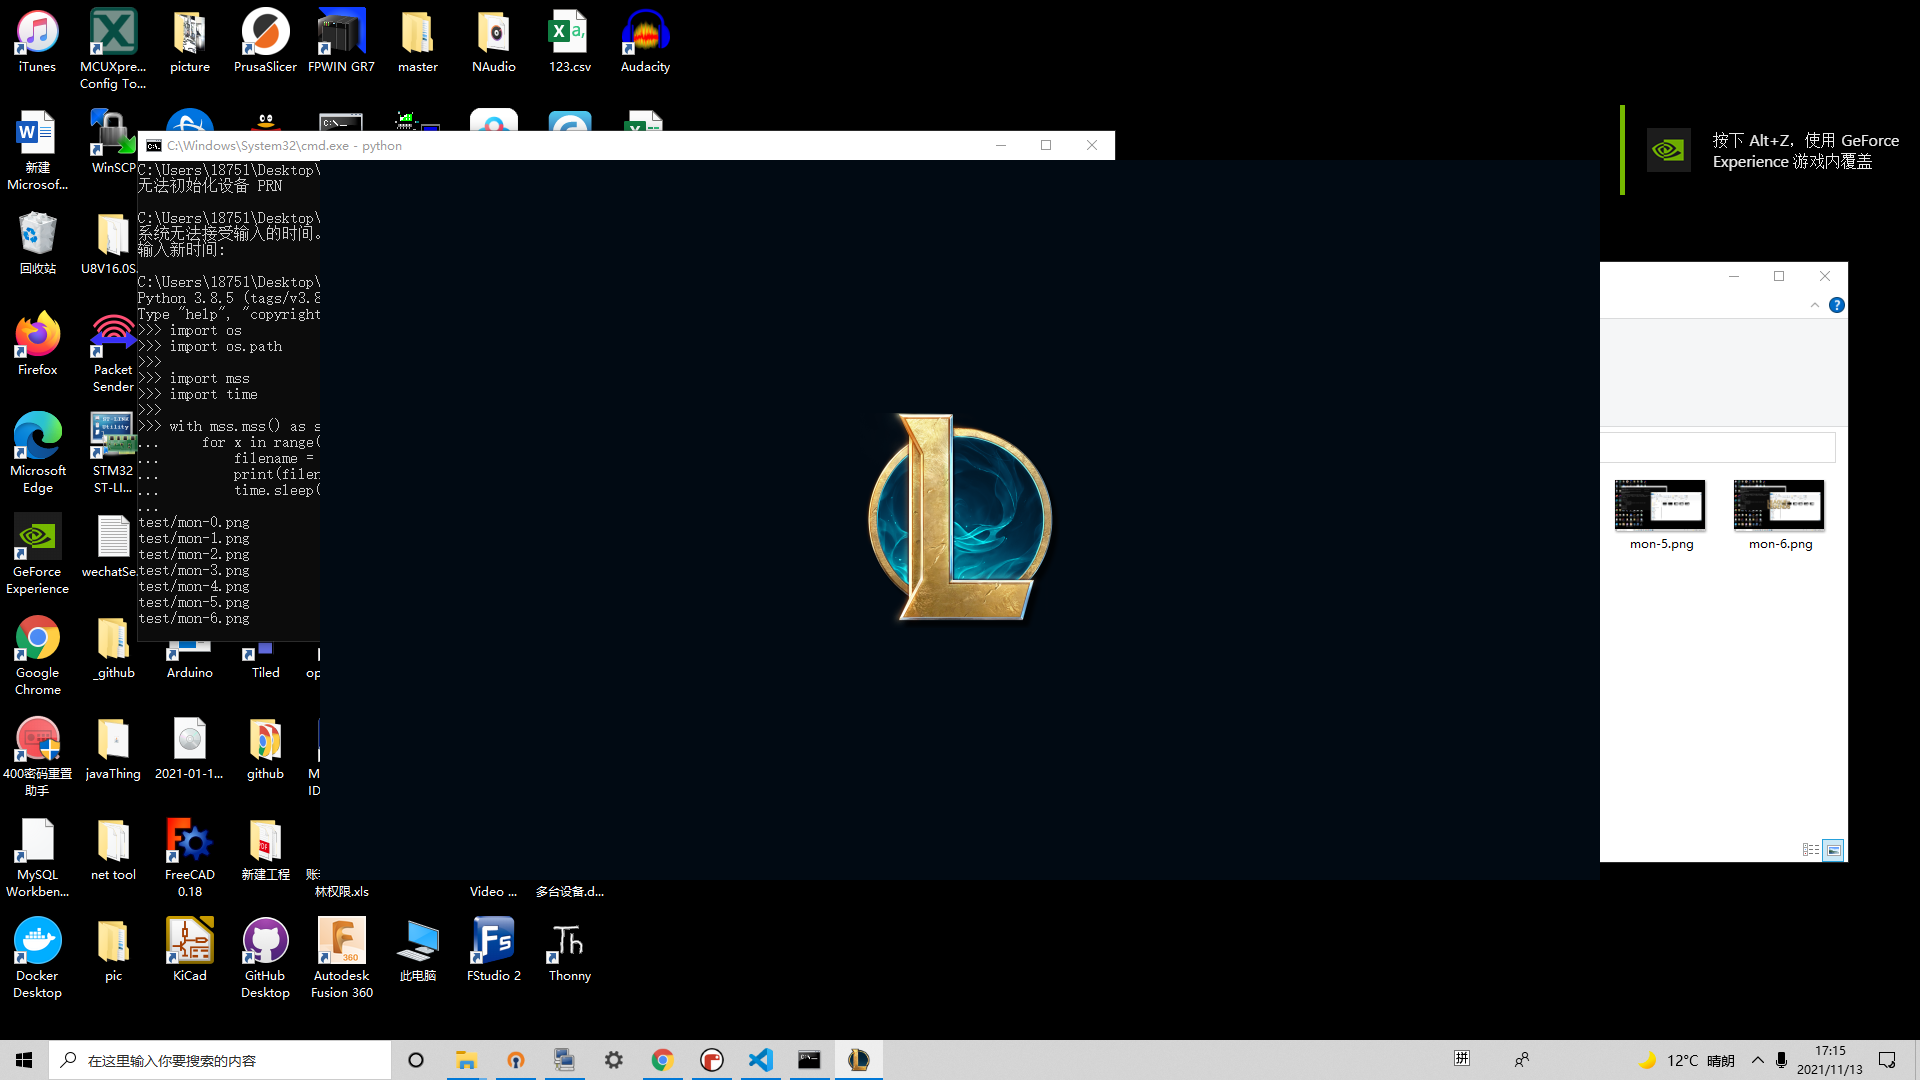 iTunes
MCUXpre...
Config To...
picture
PrusaSlicer
FPWIN GR7
master
NAudio
123.csv
Audacity
新建
Microsof...
WinSCP
C:\Windows\System32\cmd.exe - python
C:\Users\18751\Desktop\
无法初始化设备 PRN
C:\Users\18751\Desktop\
系统无法接受输入的时间。
输入新时间:
C:\Users\18751\Desktop\
Python 3.8.5 (tags/v3.8
Type "help", "copyright
>>> import os
>>> import os.path
>>>
>>> import mss
>>> import time
>>>
>>> with mss.mss() as s
... for x in range(
... filename =
... print(filen
... time.sleep(
...
test/mon-0.png
test/mon-1.png
test/mon-2.png
test/mon-3.png
test/mon-4.png
test/mon-5.png
test/mon-6.png
按下 Alt+Z，使用 GeForce
Experience 游戏内覆盖
mon-5.png
mon-6.png
回收站
U8V16.0S
Firefox
Packet
Sender
Microsoft
Edge
STM32
ST-LI...
GeForce
Experience
wechatSe
Google
Chrome
_github
Arduino
Tiled
op
400密码重置
助手
javaThing
2021-01-1...
github
M
ID
MySQL
Workben...
net tool
FreeCAD
0.18
新建工程
账
林权限.xls
Video ...
多台设备.d...
Docker
Desktop
pic
KiCad
GitHub
Desktop
Autodesk
Fusion 360
此电脑
FStudio 2
Thonny
在这里输入你要搜索的内容
拼
12°C 晴朗
17:15
2021/11/13